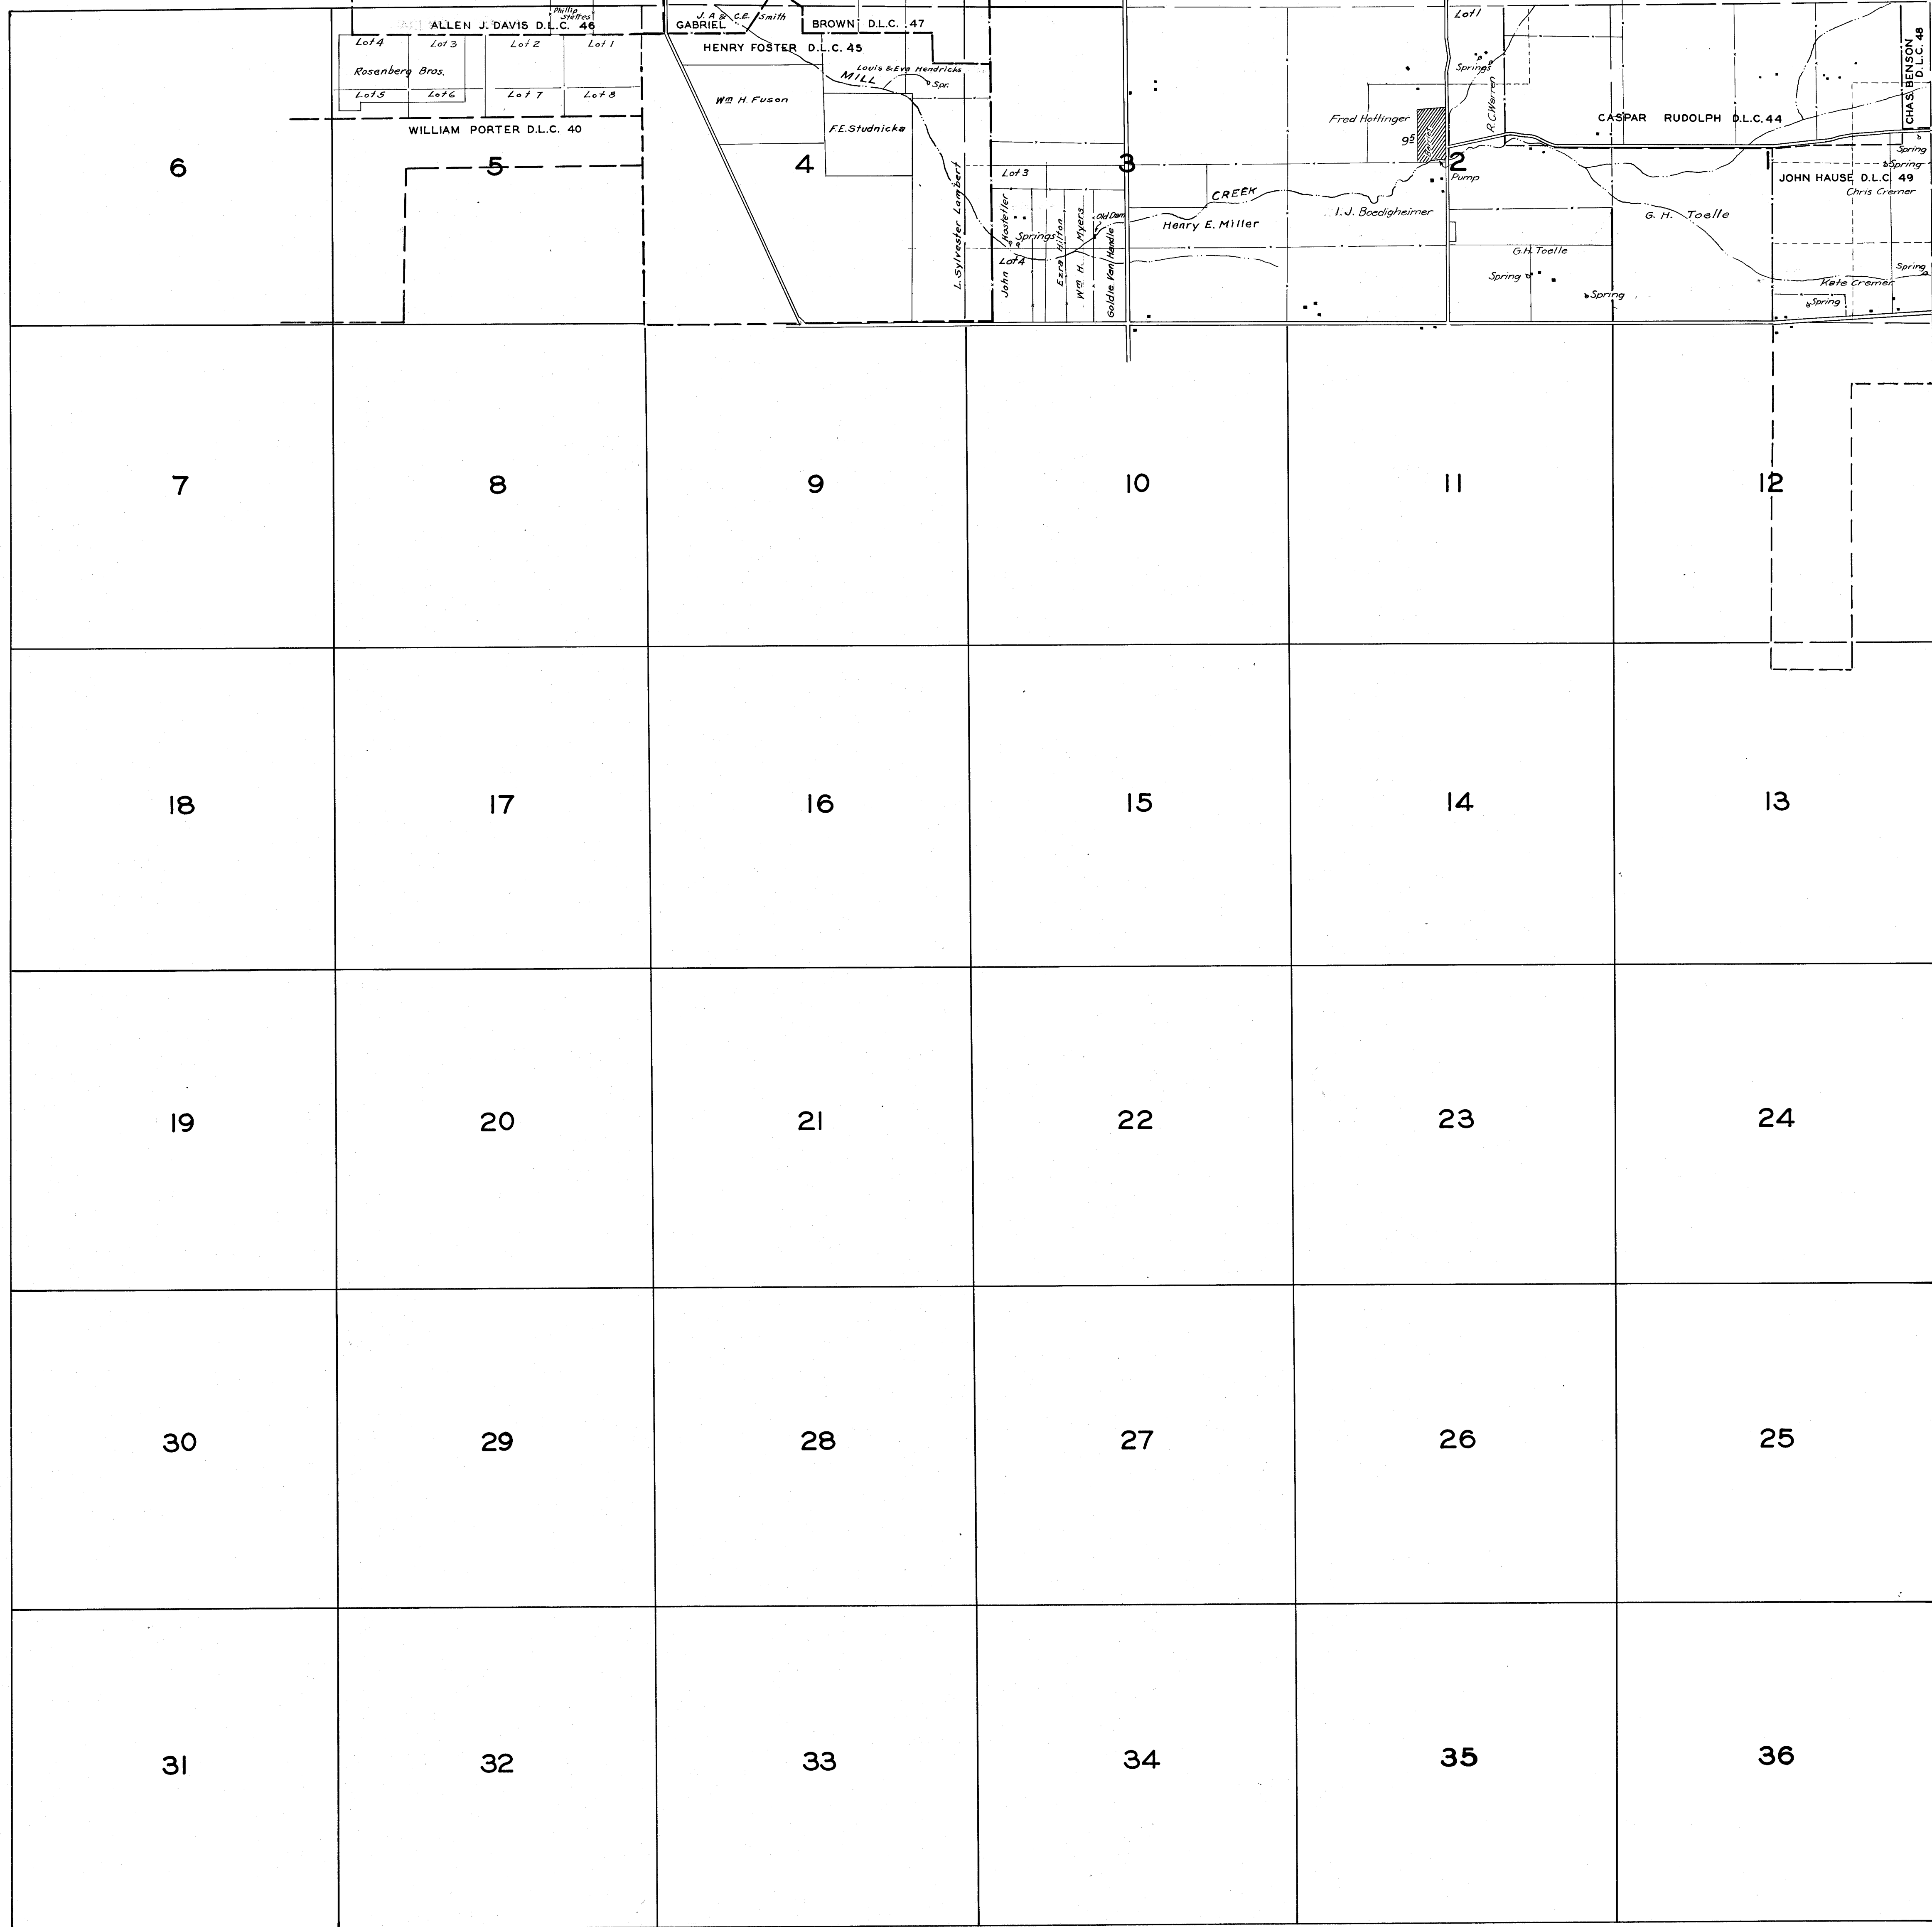 Phillip
Steffes
ALLEN J. DAVIS D.L.C. 46
Lot 4 Lot 3 Lot 2 Lot 1
Rosenberg Bros.
Lot 5 Lot 6 Lot 7 Lot 8
WILLIAM PORTER D.L.C. 40
J. A. & C.E. Smith
GABRIEL BROWN D.L.C. 47
HENRY FOSTER D.L.C. 45
Louis & Eva Hendricks
MILL
Spr.
Wm H. Fuson
F.E. Studnicka
L. Sylvester Lambert
Lot 3
John Hostetler
Springs
Lot 4
Ezra Hilton
Wm H. Myers
Old Dam
Goldie Van Handle
CREEK
Henry E. Miller
I. J. Boedigheimer
Fred Hottinger
9.5
Lot 1
Springs
R.C. Warren
Pump
G.H. Toelle
Spring
Spring
CASPAR RUDOLPH D.L.C. 44
G. H. Toelle
CHAS. BENSON
D.L.C. 48
Spring
Spring
JOHN HAUSE D.L.C. 49
Chris Cremer
Spring
Kate Cremer
Spring
6 5 4 3 2 1
7 8 9 10 11 12
18 17 16 15 14 13
19 20 21 22 23 24
30 29 28 27 26 25
31 32 33 34 35 36